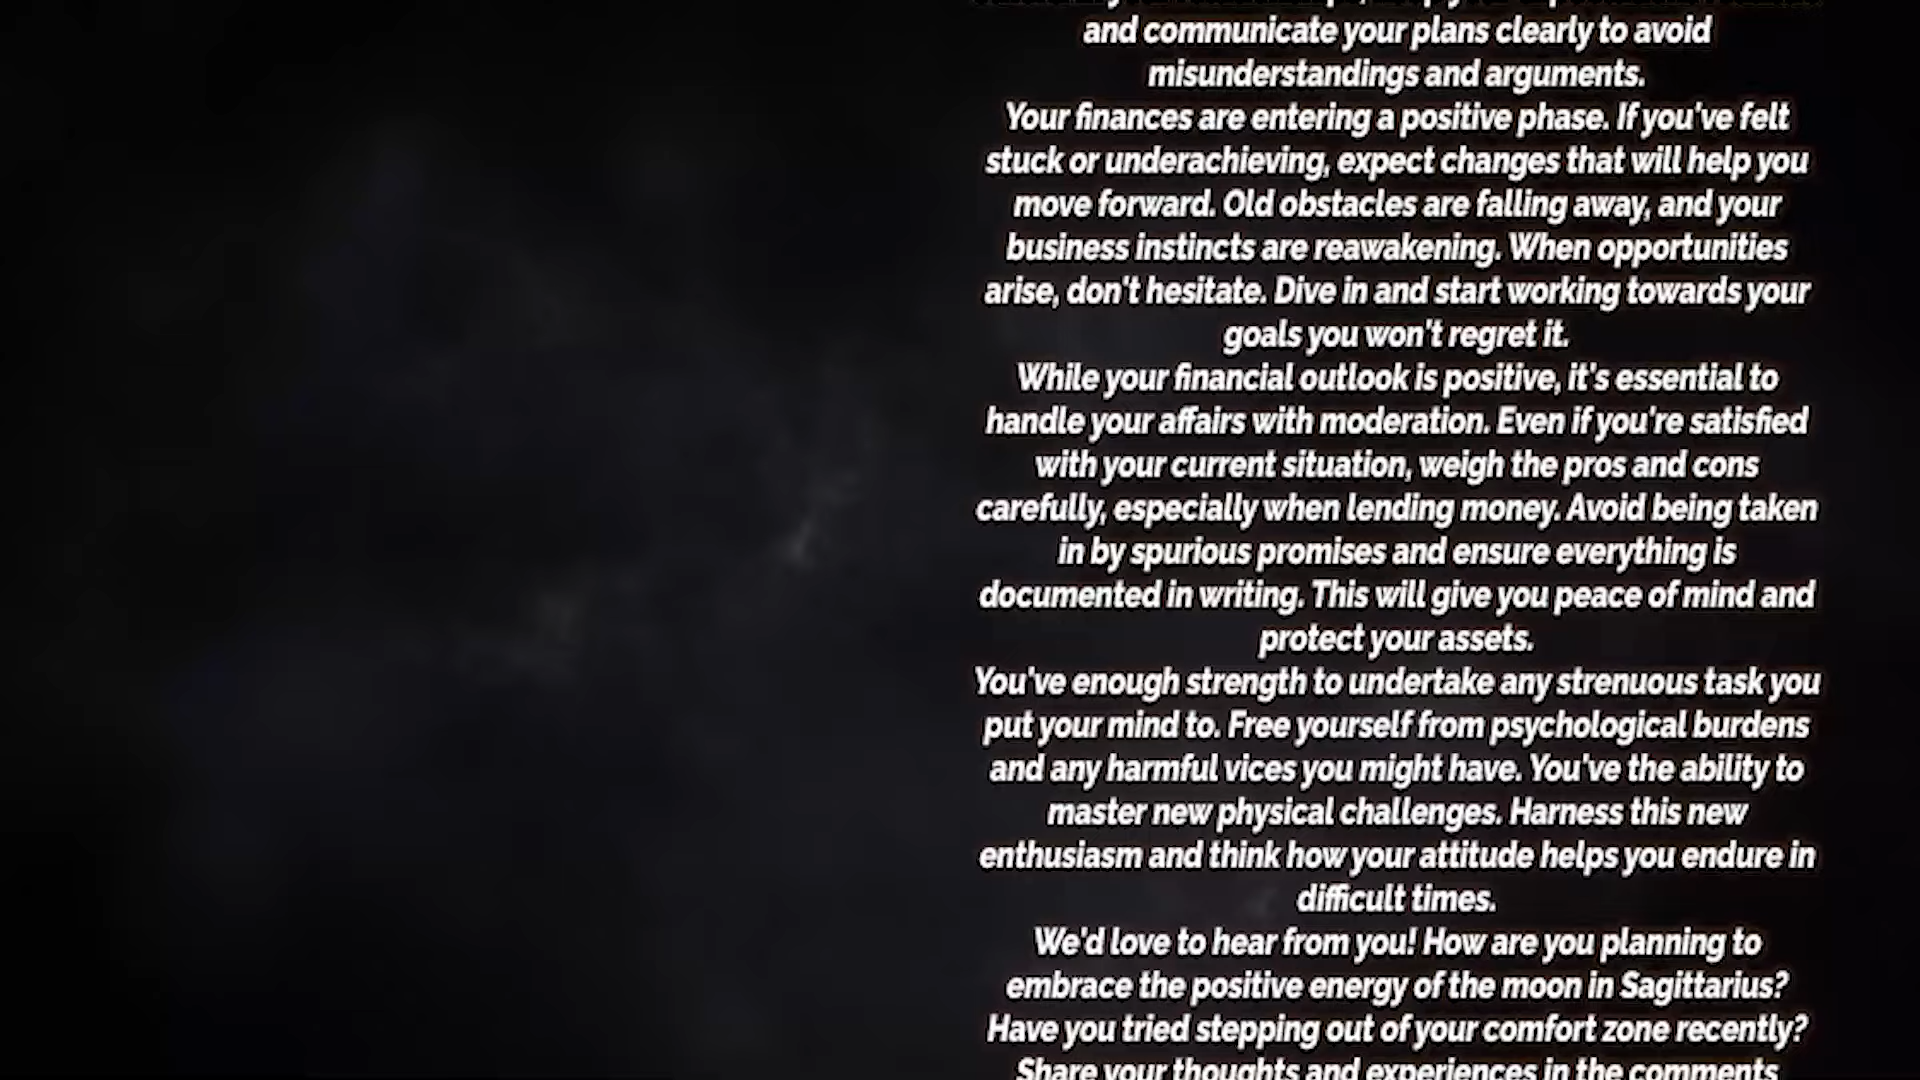 and communicate your plans clearly to avoid
misunderstandings and arguments.
Your finances are entering a positive phase. If you've felt
stuck or underachieving, expect changes that will help you
move forward. Old obstacles are falling away, and your
business instincts are reawakening. When opportunities
arise, don't hesitate. Dive in and start working towards your
goals you won't regret it.
While your financial outlook is positive, it's essential to
handle your affairs with moderation. Even if you're satisfied
with your current situation, weigh the pros and cons
carefully, especially when lending money. Avoid being taken
in by spurious promises and ensure everything is
documented in writing. This will give you peace of mind and
protect your assets.
You've enough strength to undertake any strenuous task you
put your mind to. Free yourself from psychological burdens
and any harmful vices you might have. You've the ability to
master new physical challenges. Harness this new
enthusiasm and think how your attitude helps you endure in
difficult times.
We'd love to hear from you! How are you planning to
embrace the positive energy of the moon in Sagittarius?
Have you tried stepping out of your comfort zone recently?
Share your thoughts and experiences in the comments